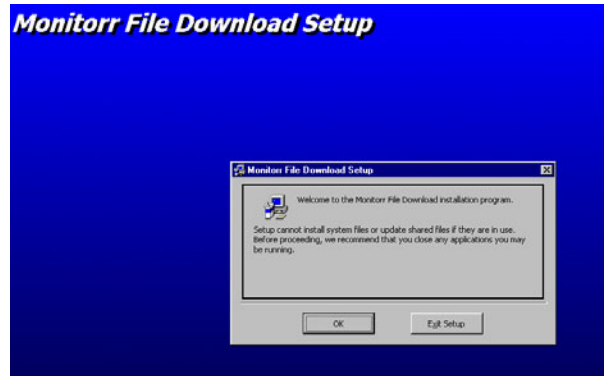 Monitorr File Download Setup
Monitorr File Download Setup
Welcome to the Monitorr File Download installation program.
Setup cannot install system files or update shared files if they are in use.
Before proceeding, we recommend that you close any applications you may
be running.
OK
Exit Setup